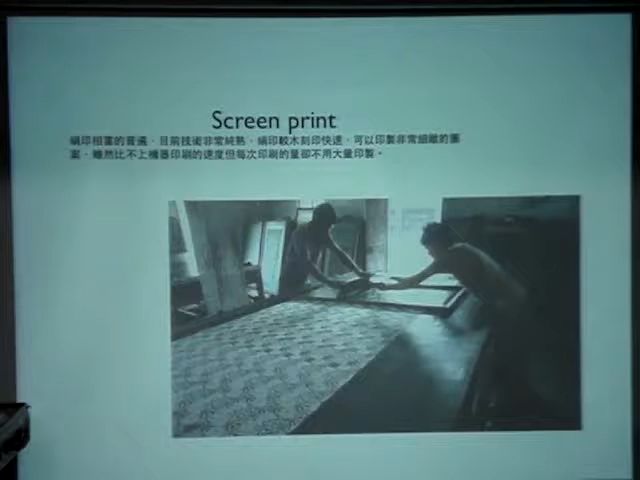 Screen print
絹印相當的普遍，目前技術非常純熟，絹印較木刻印快速，可以印製非常細緻的圖
案，雖然比不上機器印刷的速度但每次印刷的量卻不用大量印製。